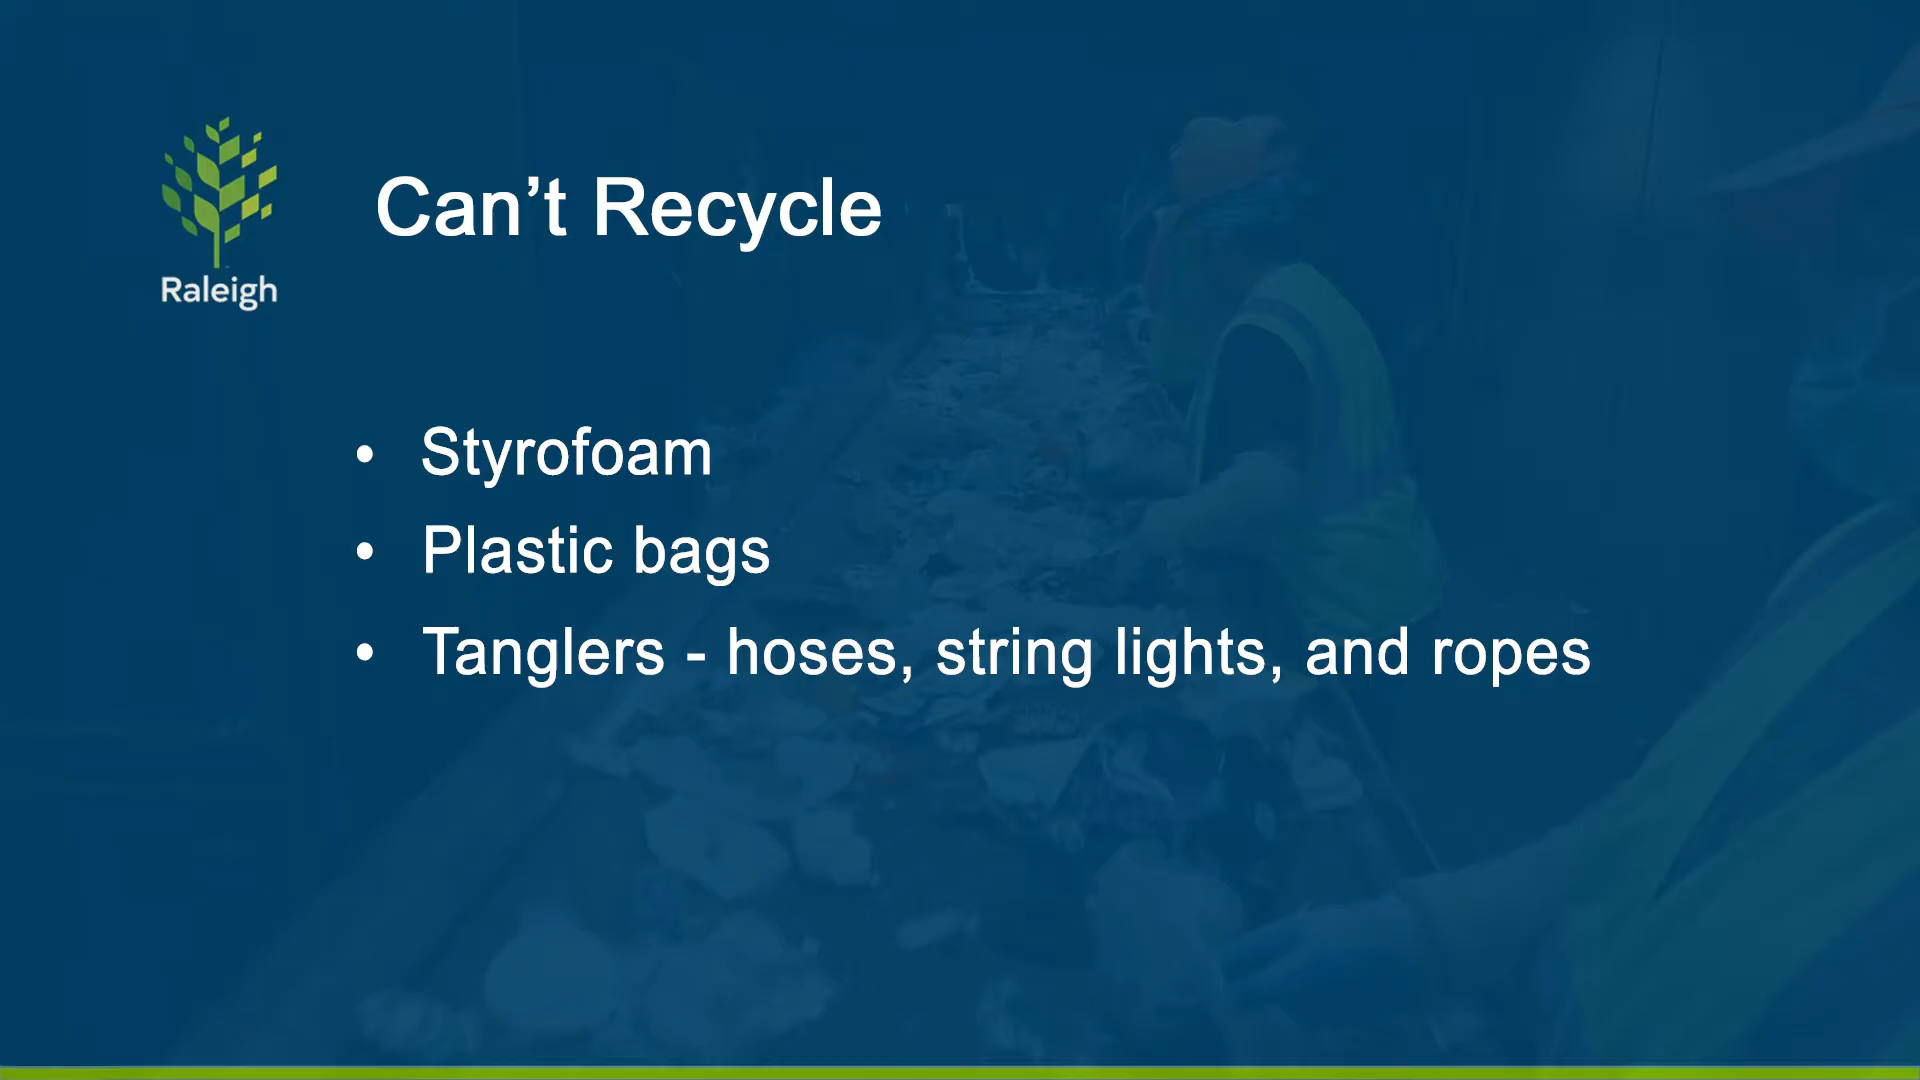 Can’t Recycle
Raleigh
• Styrofoam
• Plastic bags
• Tanglers - hoses, string lights, and ropes